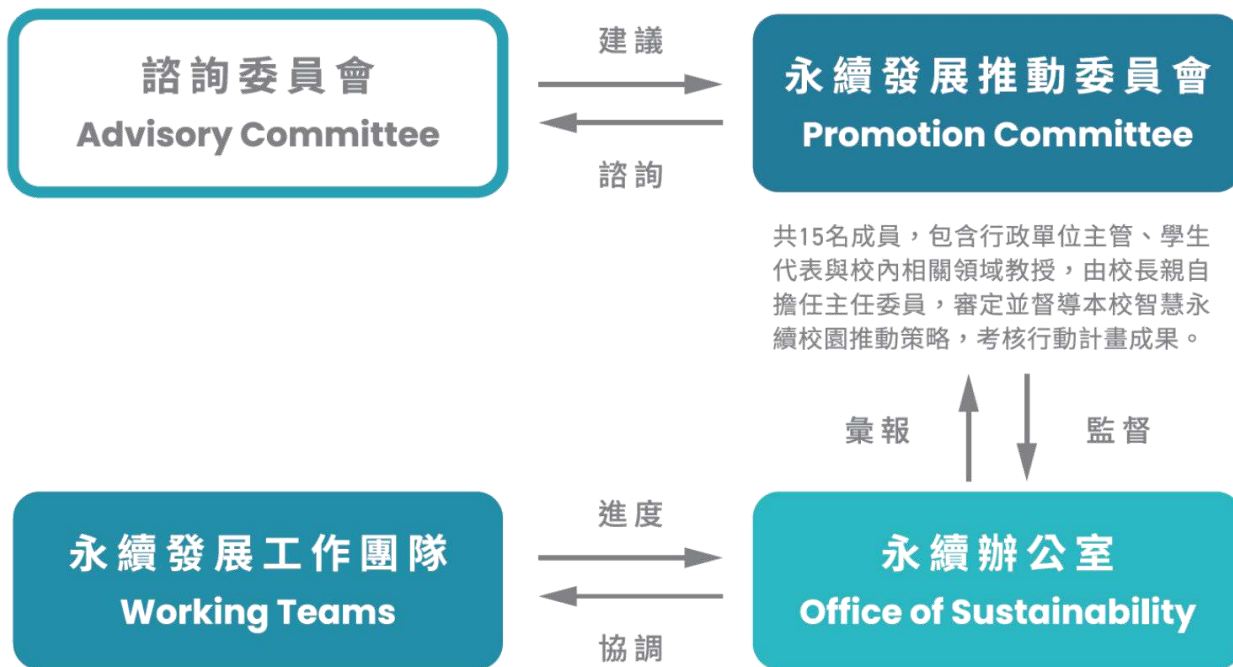 諮詢委員會
Advisory Committee
建議
諮詢
永續發展推動委員會
Promotion Committee
共15名成員，包含行政單位主管、學生
代表與校內相關領域教授，由校長親自
擔任主任委員，審定並督導本校智慧永
續校園推動策略，考核行動計畫成果。
彙報
監督
永續發展工作團隊
Working Teams
進度
協調
永續辦公室
Office of Sustainability